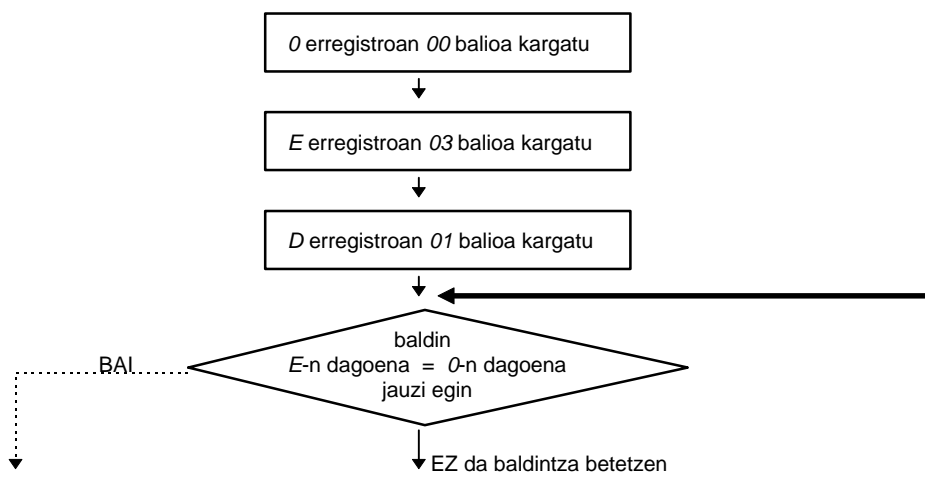 0 erregistroan 00 balioa kargatu
E erregistroan 03 balioa kargatu
D erregistroan 01 balioa kargatu
baldin
E-n dagoena = 0-n dagoena
jauzi egin
BAI
EZ da baldintza betetzen